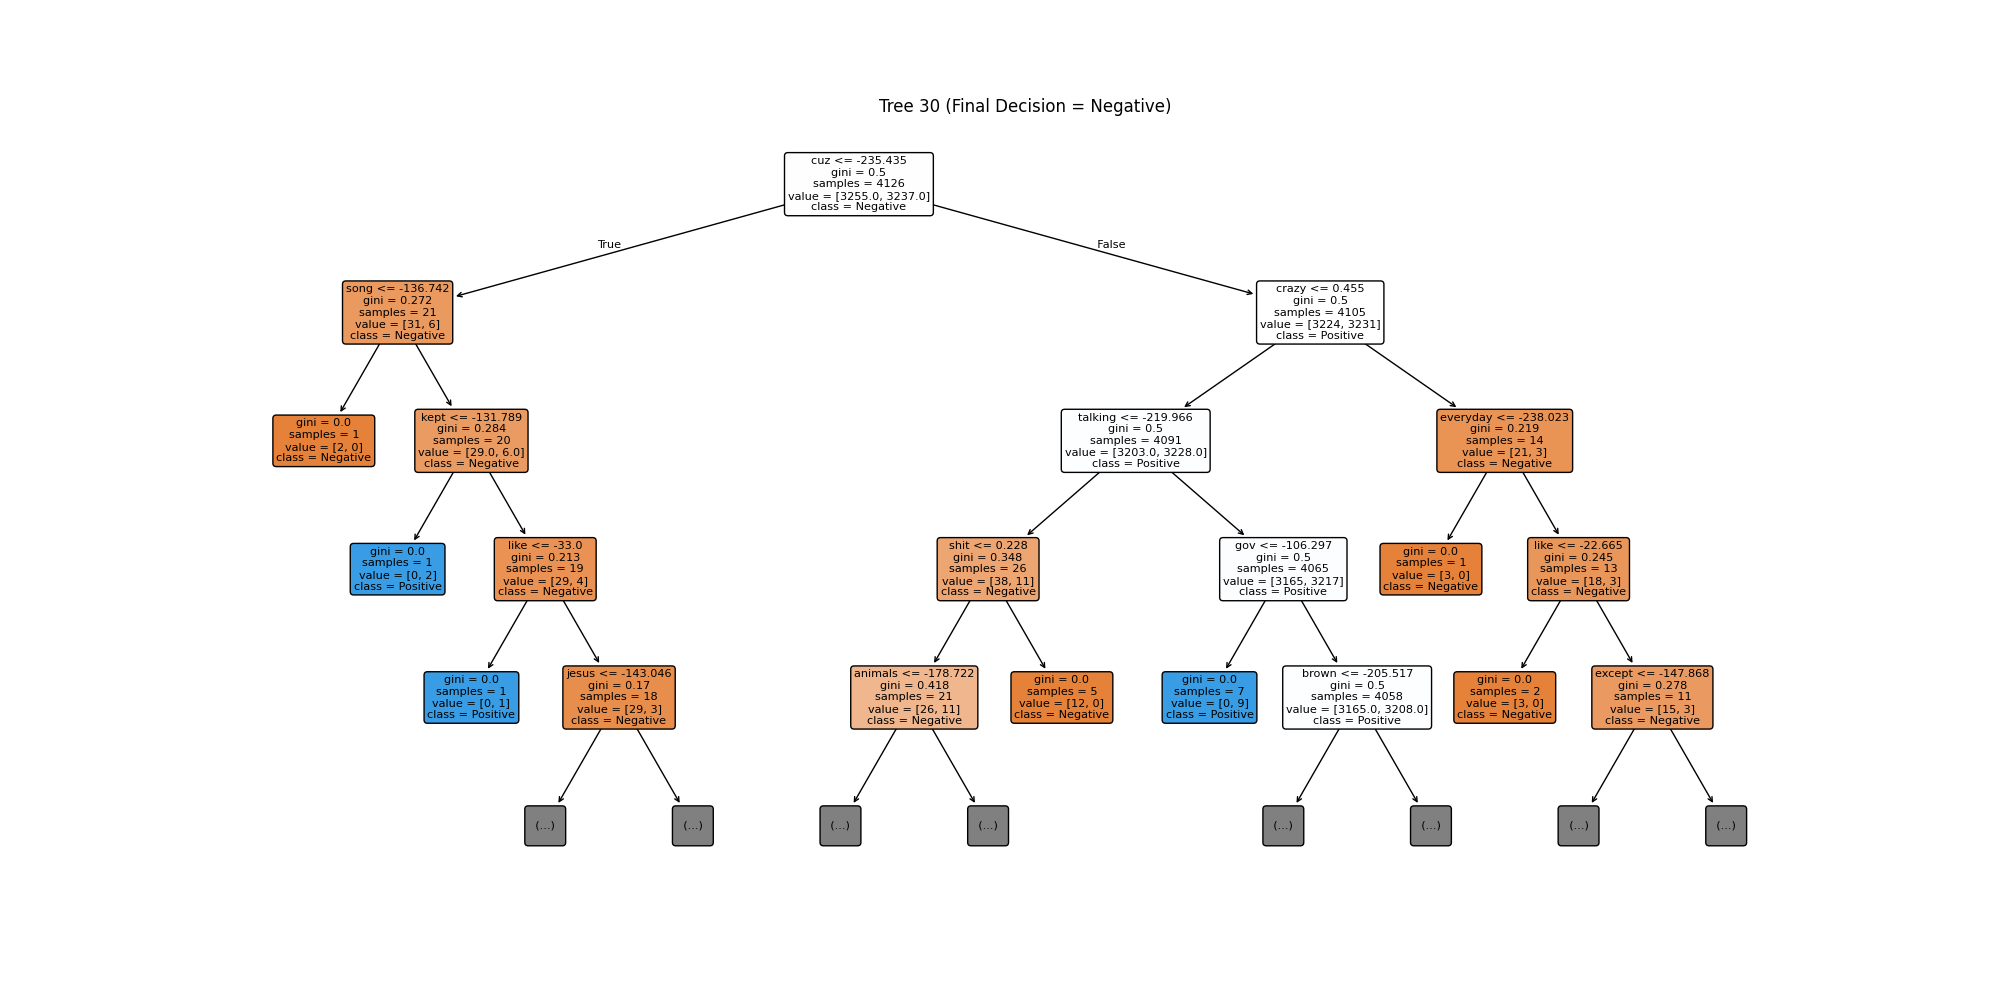 Tree 30 (Final Decision = Negative)
cuz <= -235.435
gini = 0.5
samples = 4126
value = [3255.0, 3237.0]
class = Negative
True
False
song <= -136.742
gini = 0.272
samples = 21
value = [31, 6]
class = Negative
crazy <= 0.455
gini = 0.5
samples = 4105
value = [3224, 3231]
class = Positive
gini = 0.0
samples = 1
value = [2, 0]
class = Negative
kept <= -131.789
gini = 0.284
samples = 20
value = [29.0, 6.0]
class = Negative
talking <= -219.966
gini = 0.5
samples = 4091
value = [3203.0, 3228.0]
class = Positive
everyday <= -238.023
gini = 0.219
samples = 14
value = [21, 3]
class = Negative
gini = 0.0
samples = 1
value = [0, 2]
class = Positive
like <= -33.0
gini = 0.213
samples = 19
value = [29, 4]
class = Negative
shit <= 0.228
gini = 0.348
samples = 26
value = [38, 11]
class = Negative
gov <= -106.297
gini = 0.5
samples = 4065
value = [3165, 3217]
class = Positive
gini = 0.0
samples = 1
value = [3, 0]
class = Negative
like <= -22.665
gini = 0.245
samples = 13
value = [18, 3]
class = Negative
gini = 0.0
samples = 1
value = [0, 1]
class = Positive
jesus <= -143.046
gini = 0.17
samples = 18
value = [29, 3]
class = Negative
animals <= -178.722
gini = 0.418
samples = 21
value = [26, 11]
class = Negative
gini = 0.0
samples = 5
value = [12, 0]
class = Negative
gini = 0.0
samples = 7
value = [0, 9]
class = Positive
brown <= -205.517
gini = 0.5
samples = 4058
value = [3165.0, 3208.0]
class = Positive
gini = 0.0
samples = 2
value = [3, 0]
class = Negative
except <= -147.868
gini = 0.278
samples = 11
value = [15, 3]
class = Negative
(...)
(...)
(...)
(...)
(...)
(...)
(...)
(...)